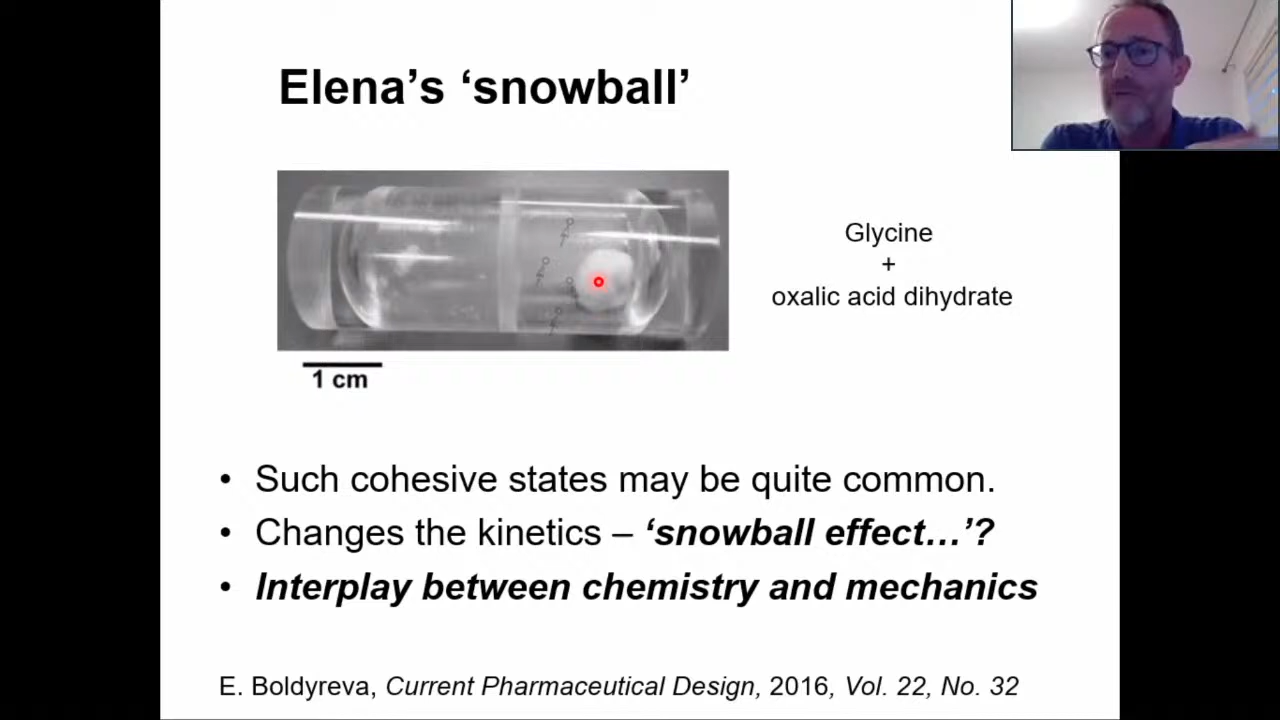 Elena’s ‘snowball’
Glycine
+
oxalic acid dihydrate
1 cm
• Such cohesive states may be quite common.
• Changes the kinetics – ‘snowball effect…’?
• Interplay between chemistry and mechanics
E. Boldyreva, Current Pharmaceutical Design, 2016, Vol. 22, No. 32